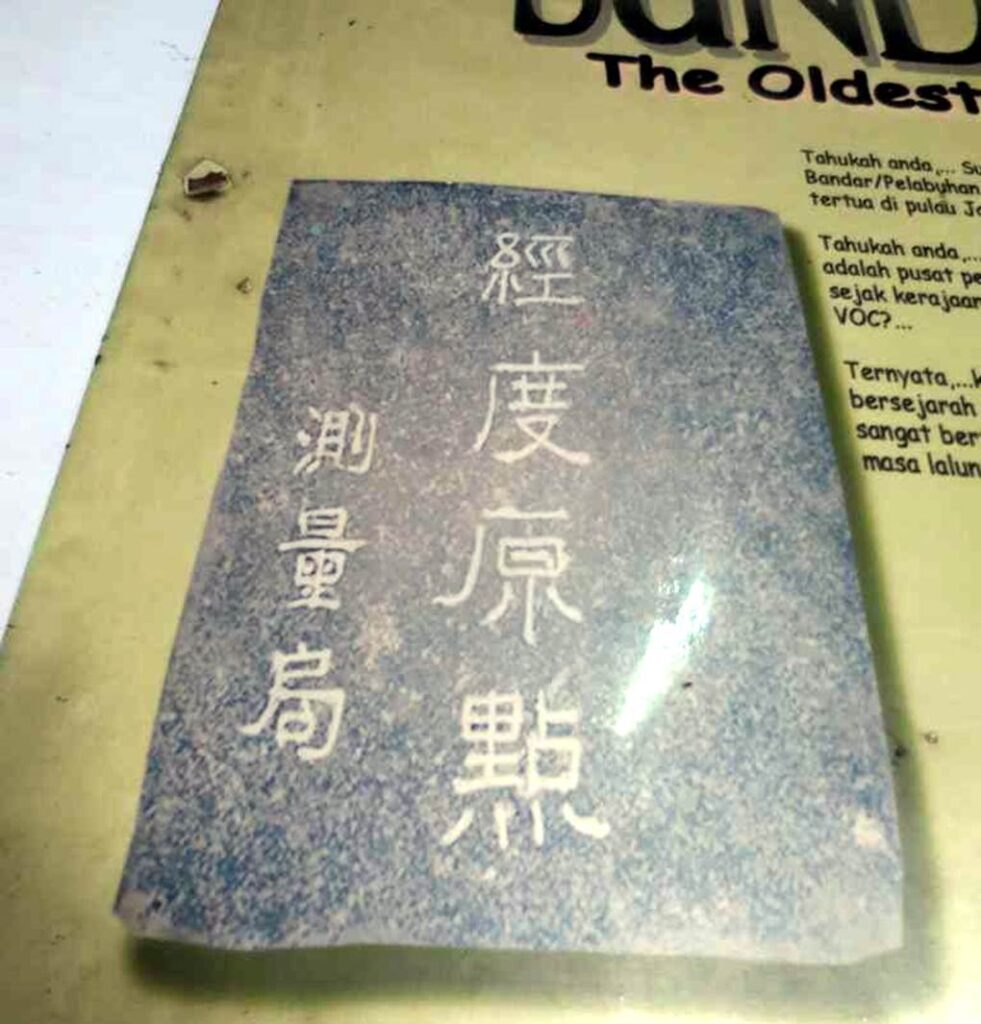 The Oldest
Tahukah anda,...
Bandar/Pelabuhan
tertua di pulau
Tahukah anda,...
adalah pusat
sejak kerajaan
VOC?...
Ternyata,...
bersejarah
sangat
masa
經度原點
測量局